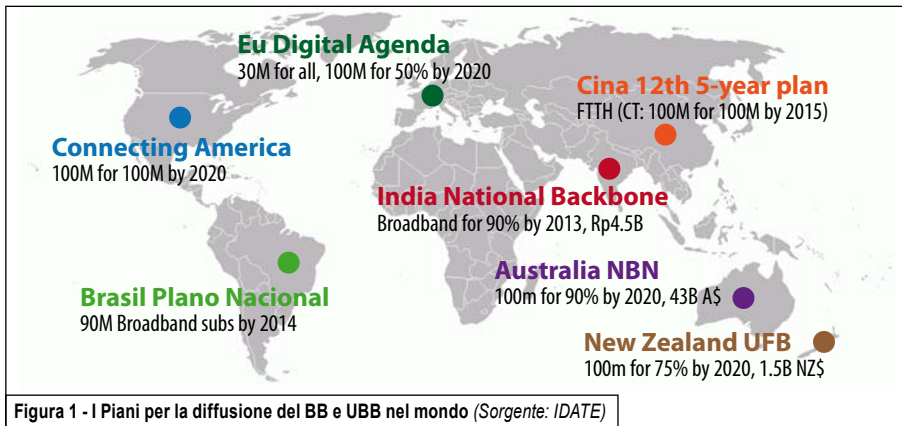 Eu Digital Agenda
30M for all, 100M for 50% by 2020
Cina 12th 5-year plan
FTTH (CT: 100M for 100M by 2015)
Connecting America
100M for 100M by 2020
India National Backbone
Broadband for 90% by 2013, Rp4.5B
Australia NBN
100m for 90% by 2020, 43B A$
Brasil Plano Nacional
90M Broadband subs by 2014
New Zealand UFB
100m for 75% by 2020, 1.5B NZ$
Figura 1 - I Piani per la diffusione del BB e UBB nel mondo (Sorgente: IDATE)